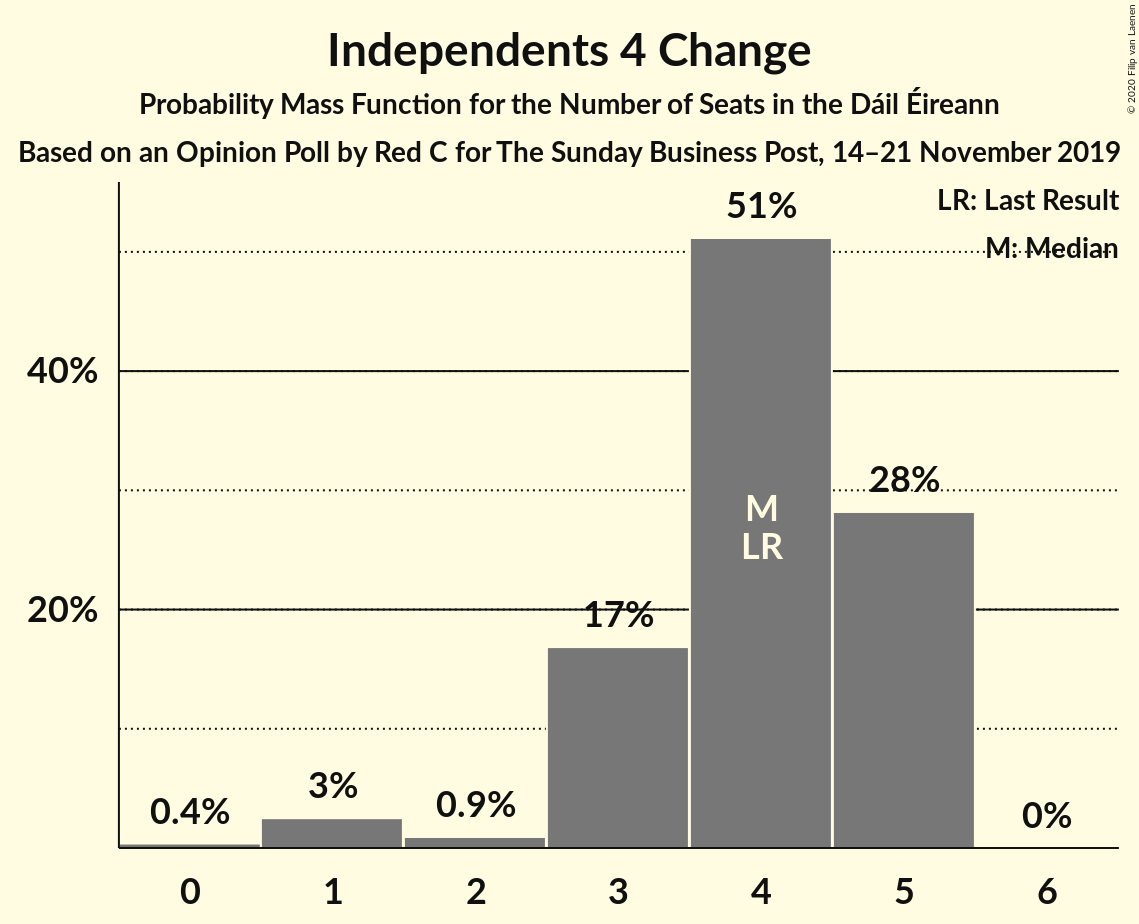 Independents 4 Change
Probability Mass Function for the Number of Seats in the Dáil Éireann
Based on an Opinion Poll by Red C for The Sunday Business Post, 14–21 November 2019
© 2020 Filip van Laenen
LR: Last Result
M: Median
51%
40%
28%
M
LR
20%
17%
3%
0.4%
0.9%
0%
0 1 2 3 4 5 6